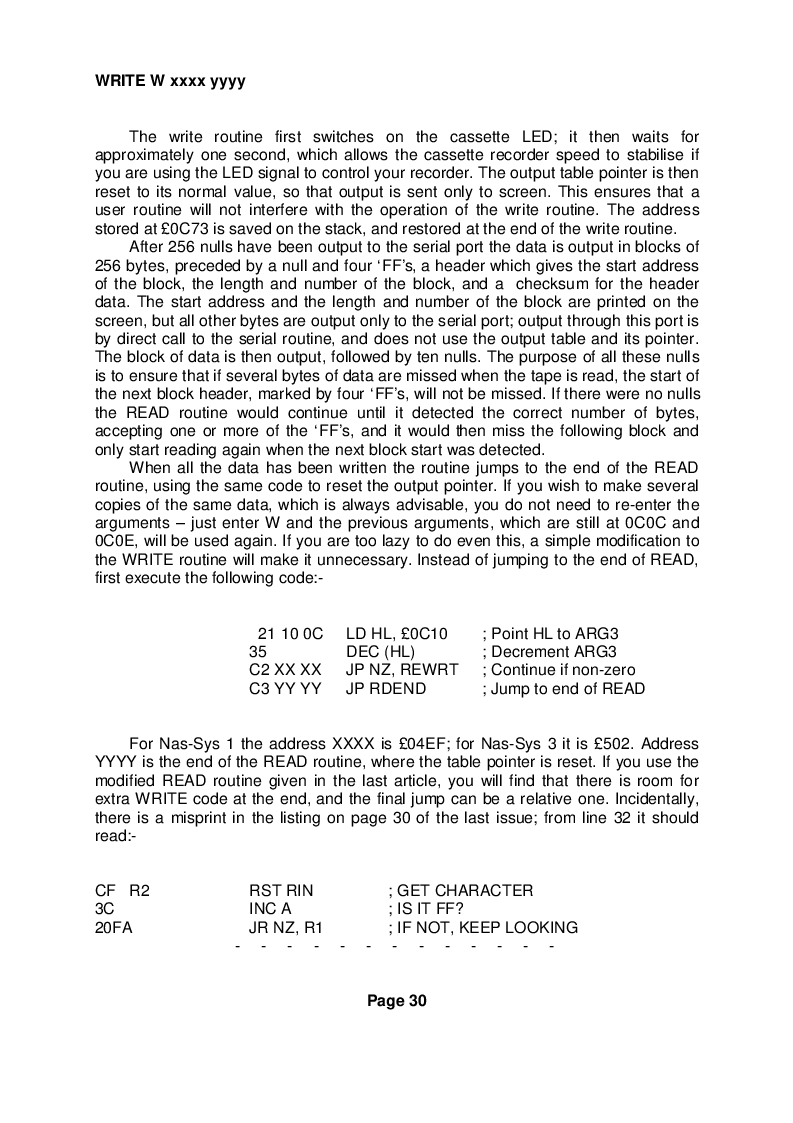 WRITE W xxxx yyyy
The write routine first switches on the cassette LED; it then waits for
approximately one second, which allows the cassette recorder speed to stabilise if
you are using the LED signal to control your recorder. The output table pointer is then
reset to its normal value, so that output is sent only to screen. This ensures that a
user routine will not interfere with the operation of the write routine. The address
stored at £0C73 is saved on the stack, and restored at the end of the write routine.
After 256 nulls have been output to the serial port the data is output in blocks of
256 bytes, preceded by a null and four ‘FF’s, a header which gives the start address
of the block, the length and number of the block, and a checksum for the header
data. The start address and the length and number of the block are printed on the
screen, but all other bytes are output only to the serial port; output through this port is
by direct call to the serial routine, and does not use the output table and its pointer.
The block of data is then output, followed by ten nulls. The purpose of all these nulls
is to ensure that if several bytes of data are missed when the tape is read, the start of
the next block header, marked by four ‘FF’s, will not be missed. If there were no nulls
the READ routine would continue until it detected the correct number of bytes,
accepting one or more of the ‘FF’s, and it would then miss the following block and
only start reading again when the next block start was detected.
When all the data has been written the routine jumps to the end of the READ
routine, using the same code to reset the output pointer. If you wish to make several
copies of the same data, which is always advisable, you do not need to re-enter the
arguments – just enter W and the previous arguments, which are still at 0C0C and
0C0E, will be used again. If you are too lazy to do even this, a simple modification to
the WRITE routine will make it unnecessary. Instead of jumping to the end of READ,
first execute the following code:-
21 10 0C LD HL, £0C10 ; Point HL to ARG3
35 DEC (HL) ; Decrement ARG3
C2 XX XX JP NZ, REWRT ; Continue if non-zero
C3 YY YY JP RDEND ; Jump to end of READ
For Nas-Sys 1 the address XXXX is £04EF; for Nas-Sys 3 it is £502. Address
YYYY is the end of the READ routine, where the table pointer is reset. If you use the
modified READ routine given in the last article, you will find that there is room for
extra WRITE code at the end, and the final jump can be a relative one. Incidentally,
there is a misprint in the listing on page 30 of the last issue; from line 32 it should
read:-
CF R2 RST RIN ; GET CHARACTER
3C INC A ; IS IT FF?
20FA JR NZ, R1 ; IF NOT, KEEP LOOKING
- - - - - - - - - - - - -
Page 30